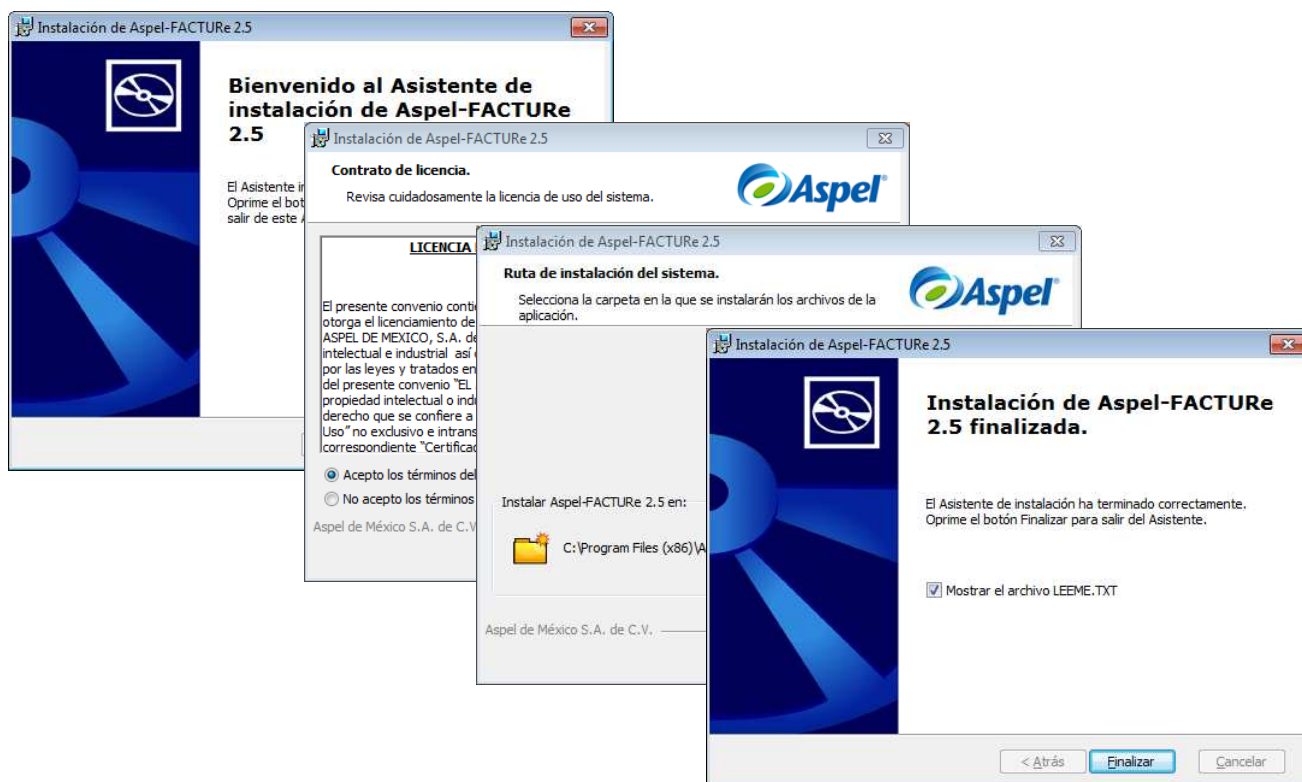 Instalación de Aspel-FACTURe 2.5
Bienvenido al Asistente de
instalación de Aspel-FACTURe
2.5
El Asistente
Oprime el
salir de este
Instalación de Aspel-FACTURe 2.5
Contrato de licencia.
Revisa cuidadosamente la licencia de uso del sistema.
Aspel
LICENCIA
El presente convenio
otorga el licenciamiento de
ASPEL DE MEXICO, S.A. de
intelectual e industrial así
por las leyes y tratados en
del presente convenio "EL
propiedad intelectual o
derecho que se confiere a
Uso" no exclusivo e
correspondiente
Acepto los términos del
No acepto los términos
Aspel de México S.A. de C.V
Instalación de Aspel-FACTURe 2.5
Ruta de instalación del sistema.
Selecciona la carpeta en la que se instalarán los archivos de la
aplicación.
Aspel
Instalar Aspel-FACTURe 2.5 en:
C:\Program Files (x86)\A
Aspel de México S.A. de C.V.
Instalación de Aspel-FACTURe 2.5
Instalación de Aspel-FACTURe
2.5 finalizada.
El Asistente de instalación ha terminado correctamente.
Oprime el botón Finalizar para salir del Asistente.
Mostrar el archivo LEEME.TXT
< Atrás
Finalizar
Cancelar